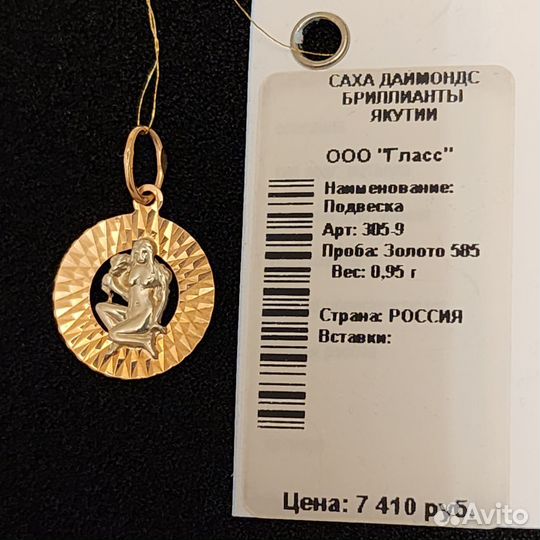 САХА ДАЙМОНДС
БРИЛЛИАНТЫ
ЯКУТИИ
ООО "Гласс"
Наименование:
Подвеска
Арт: 305-9
Проба: Золото 585
Вес: 0,95 г
Страна: РОССИЯ
Вставки:
Цена: 7 410 руб.
Avito